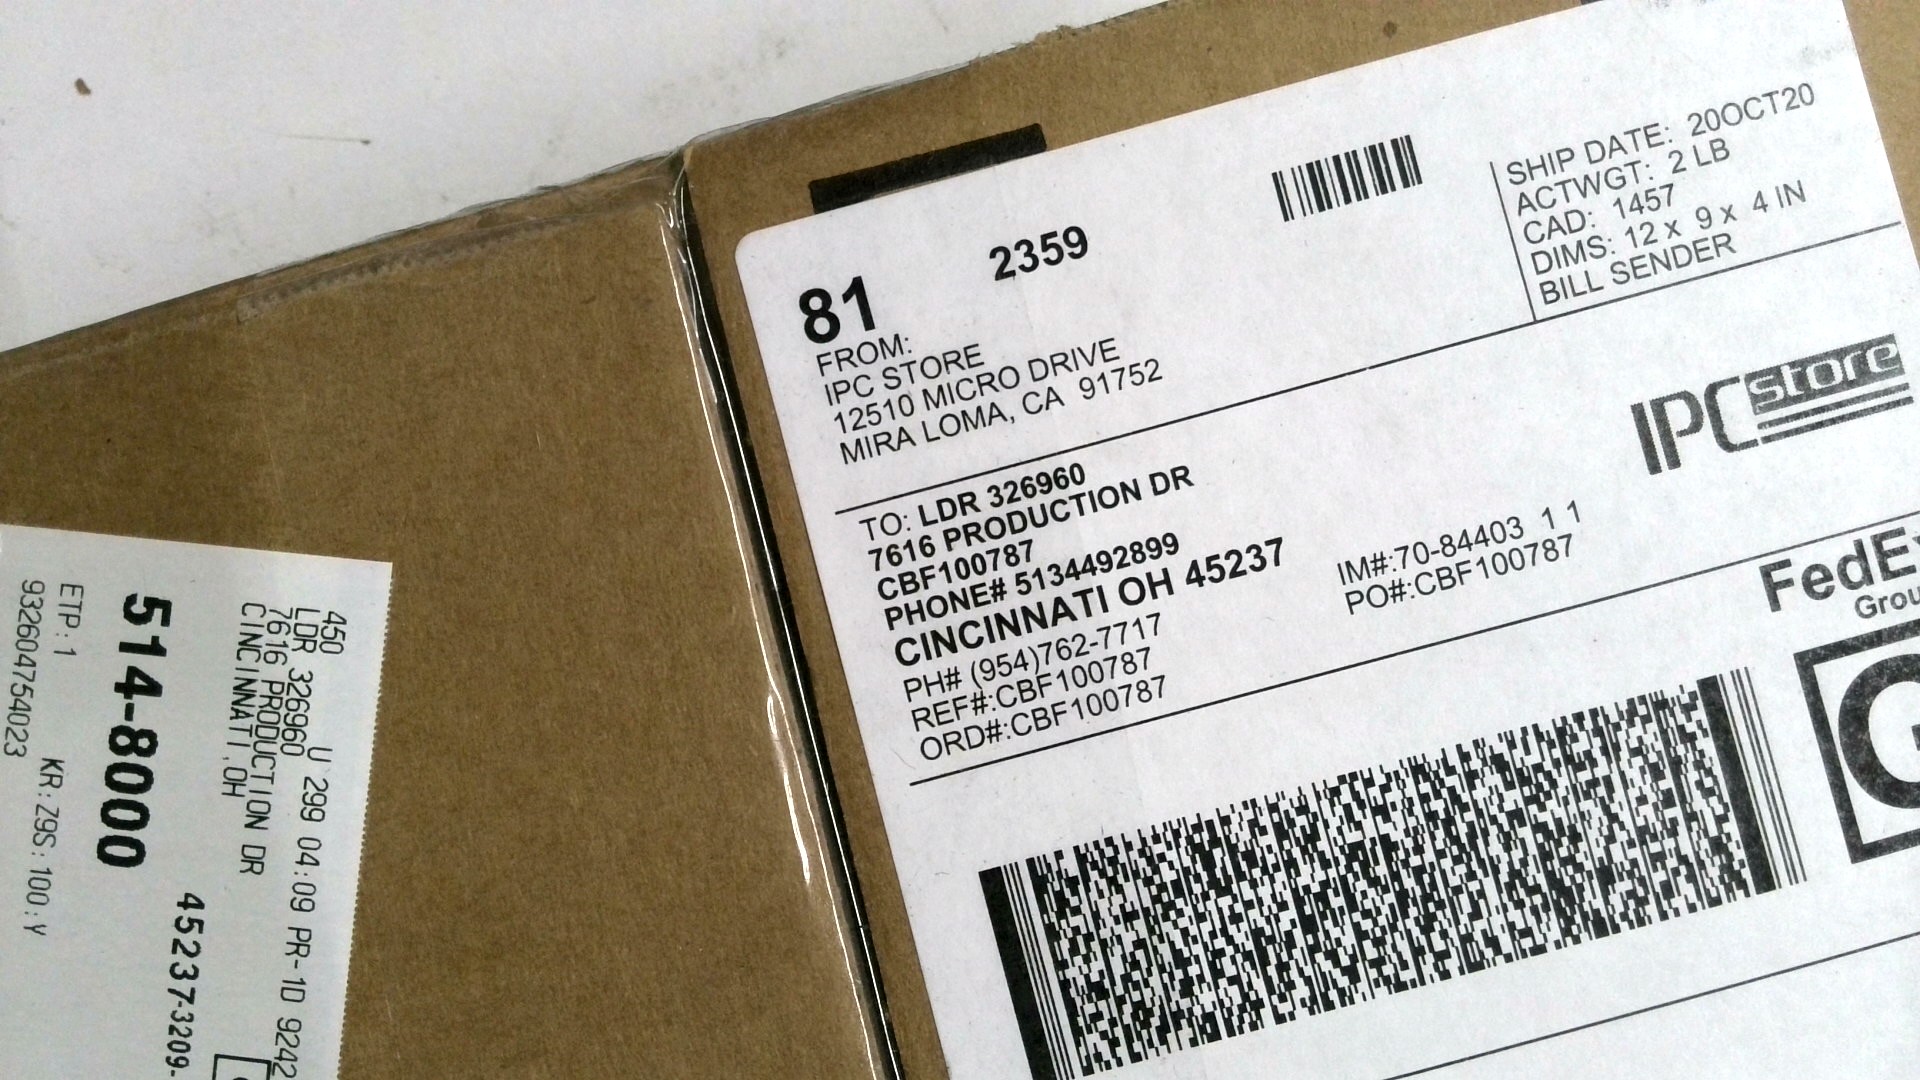 2359
81
SHIP DATE: 20OCT20
ACTWGT: 2 LB
CAD: 1457
DIMS: 12 x 9 x 4 IN
BILL SENDER
FROM:
IPC STORE
12510 MICRO DRIVE
MIRA LOMA, CA 91752
IPC store
TO: LDR 326960
7616 PRODUCTION DR
CBF100787
PHONE# 5134492899
CINCINNATI OH 45237
PH# (954)762-7717
REF#:CBF100787
ORD#:CBF100787
IM#:70-84403 1 1
PO#:CBF100787
FedEx
G
450 U 299 04:09 PR-1D 9242
LDR 326960
7616 PRODUCTION DR
CINCINNATI,OH
45237-3209-
514-8000
ETP:1 KR:Z9S:100:Y
932604754023